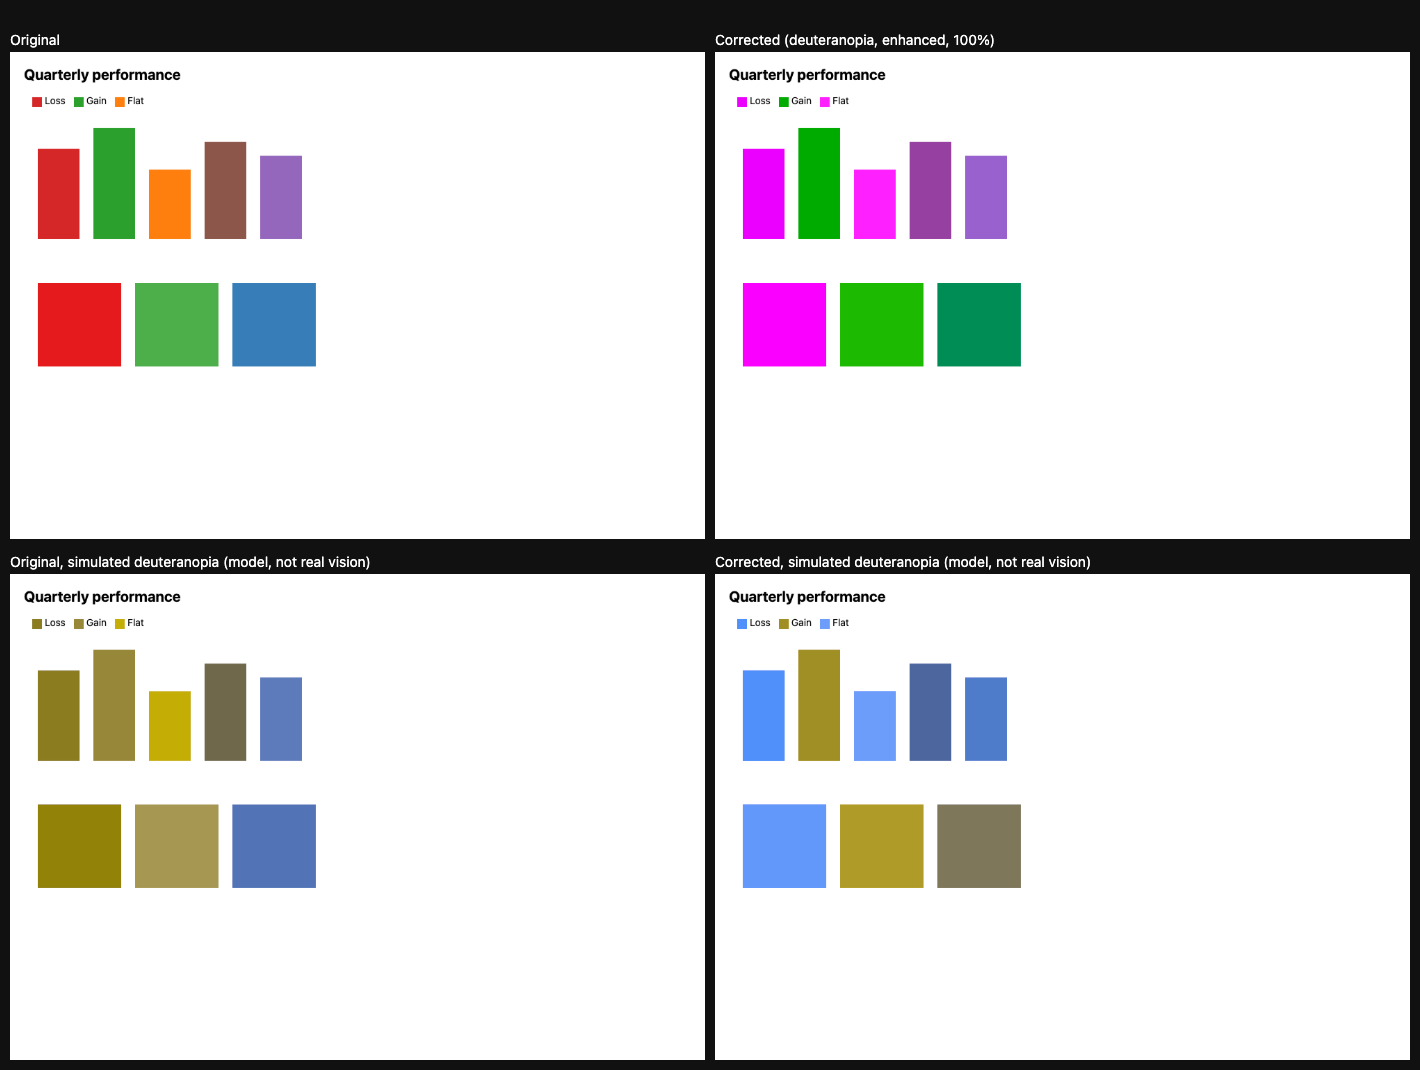 Original
Quarterly performance
Loss Gain Flat
Corrected (deuteranopia, enhanced, 100%)
Quarterly performance
Loss Gain Flat
Original, simulated deuteranopia (model, not real vision)
Quarterly performance
Loss Gain Flat
Corrected, simulated deuteranopia (model, not real vision)
Quarterly performance
Loss Gain Flat